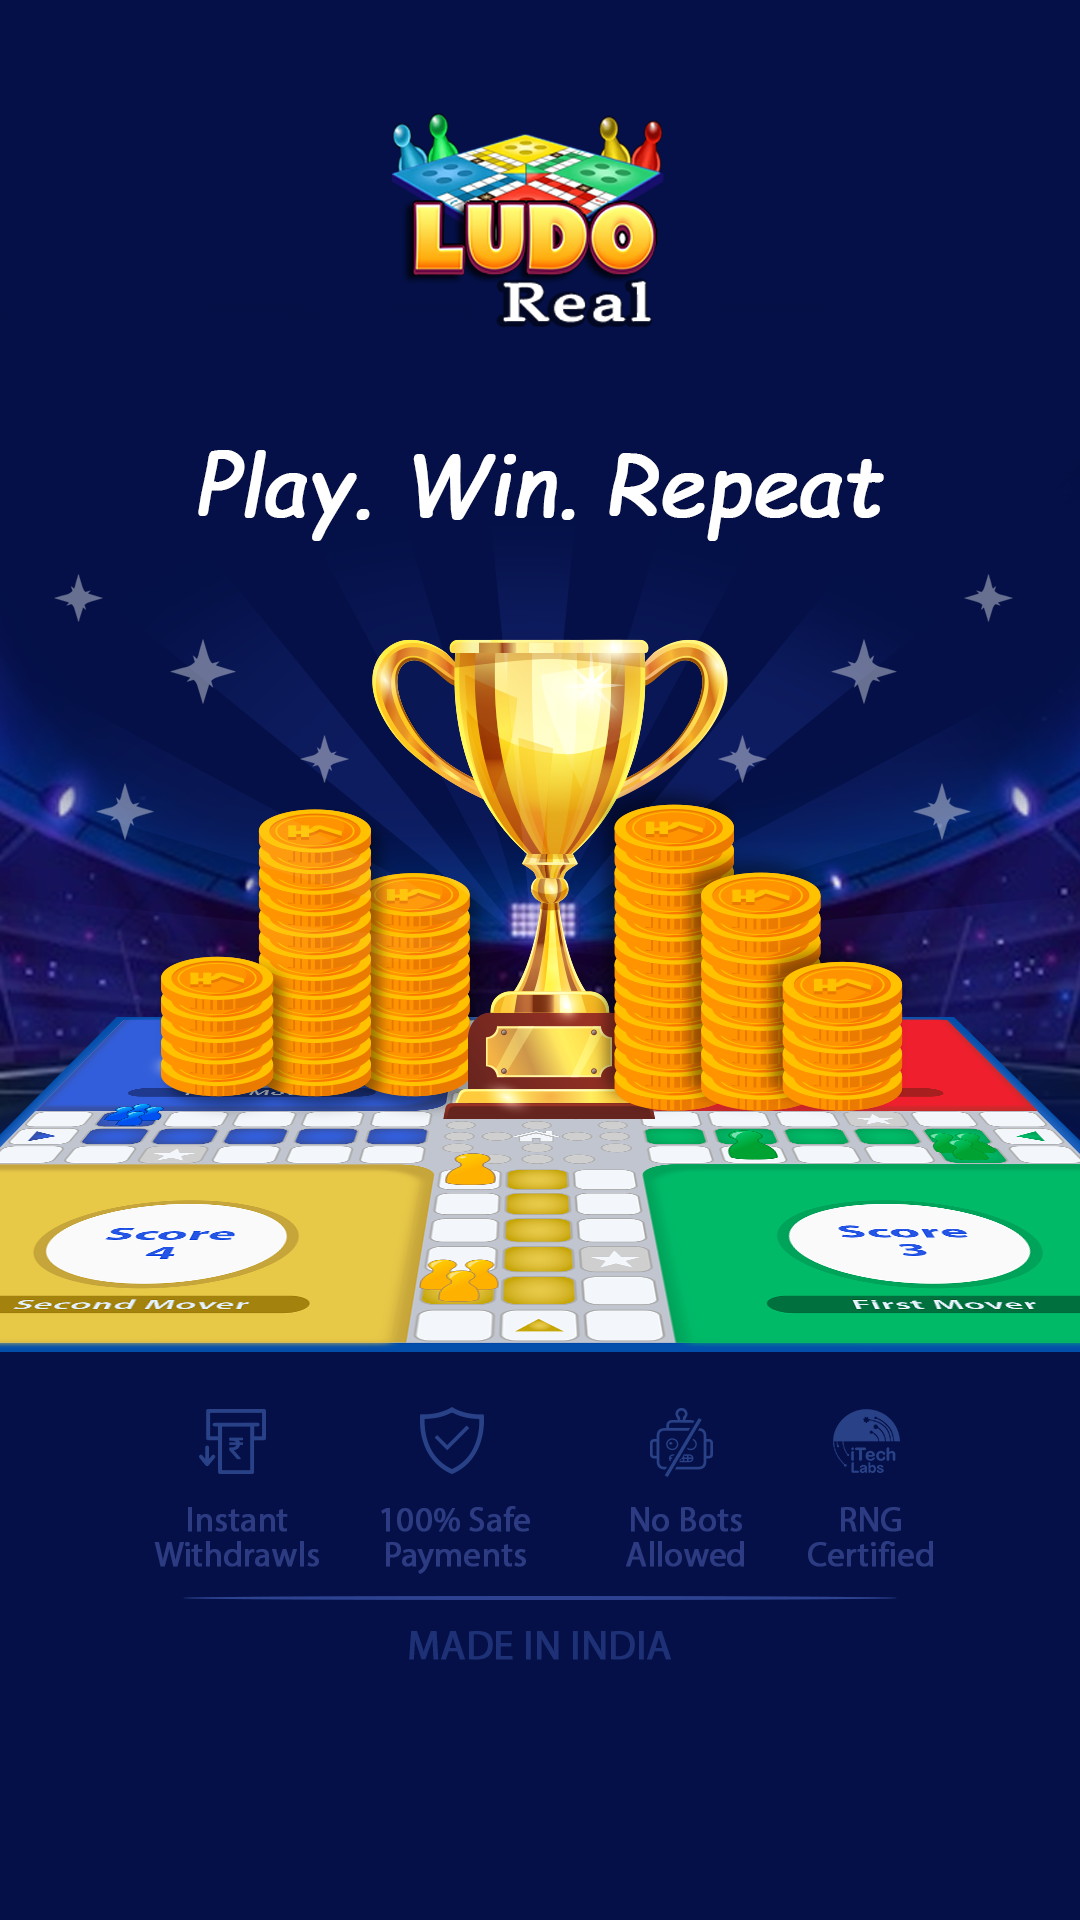 LUDO
Real
Play. Win. Repeat
Score
4
Second Mover
Score
3
First Mover
₹
iTech
Labs
Instant
Withdrawls
100% Safe
Payments
No Bots
Allowed
RNG
Certified
MADE IN INDIA